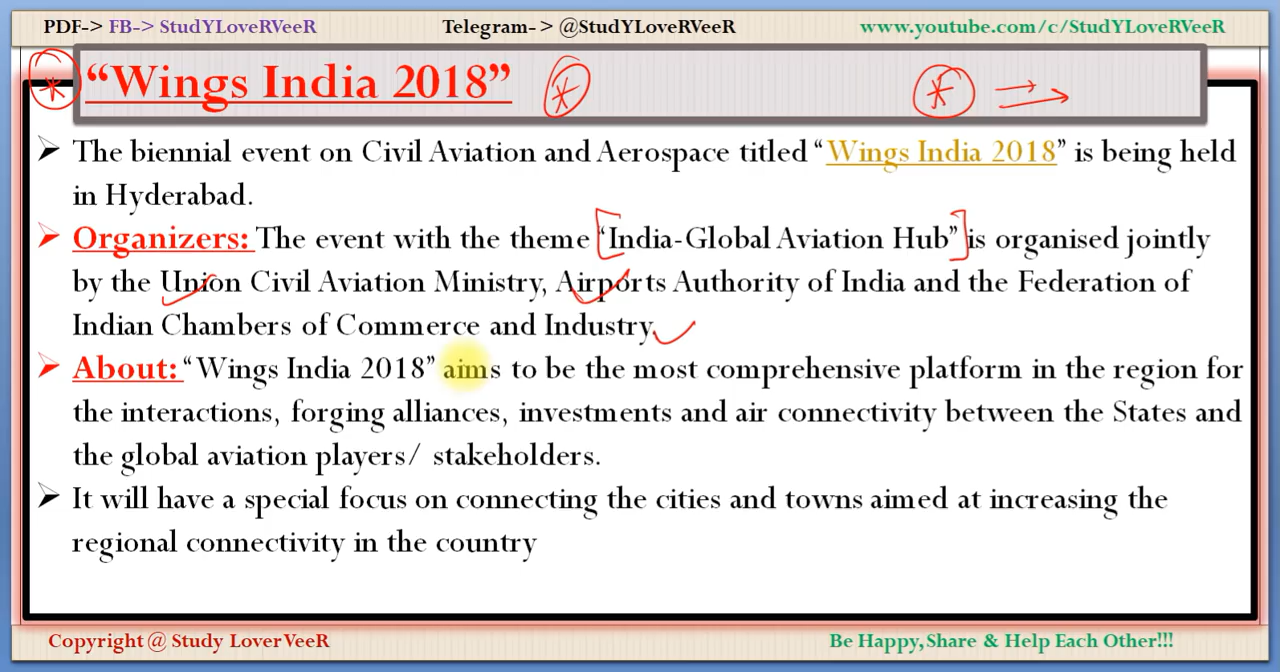 PDF-> FB-> StudYLoveRVeeR Telegram- > @StudYLoveRVeeR www.youtube.com/c/StudYLoveRVeeR
* “Wings India 2018” * *
The biennial event on Civil Aviation and Aerospace titled “Wings India 2018” is being held
in Hyderabad.
Organizers: The event with the theme “India-Global Aviation Hub” is organised jointly
by the Union Civil Aviation Ministry, Airports Authority of India and the Federation of
Indian Chambers of Commerce and Industry
About: “Wings India 2018” aims to be the most comprehensive platform in the region for
the interactions, forging alliances, investments and air connectivity between the States and
the global aviation players/ stakeholders.
It will have a special focus on connecting the cities and towns aimed at increasing the
regional connectivity in the country
Copyright @ Study LoverVeeR Be Happy,Share & Help Each Other!!!